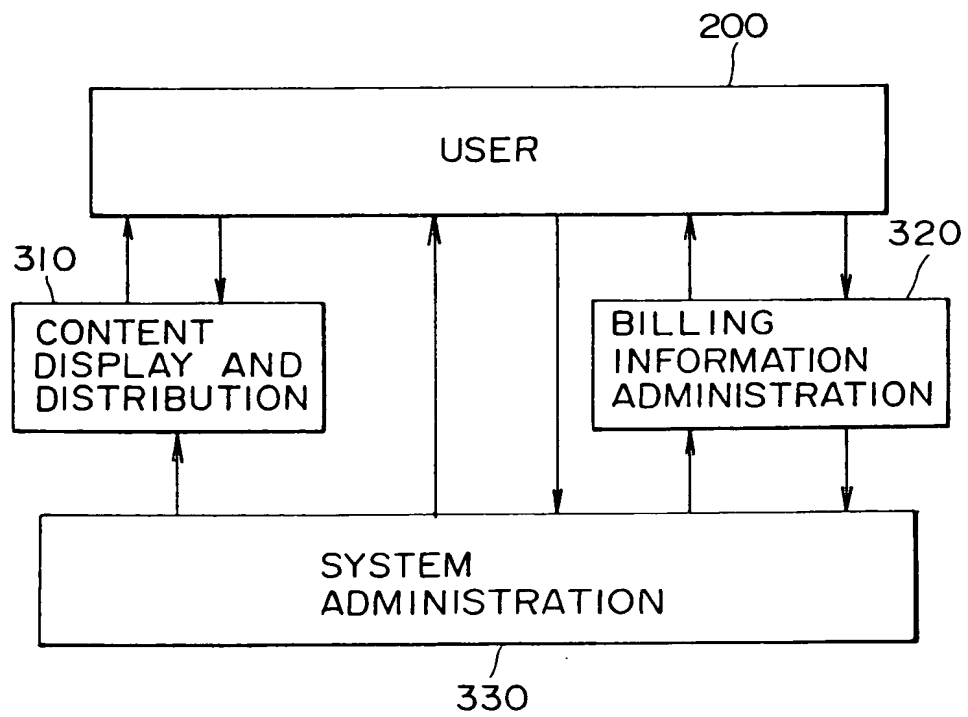 200
USER
310
320
CONTENT
DISPLAY AND
DISTRIBUTION
BILLING
INFORMATION
ADMINISTRATION
SYSTEM
ADMINISTRATION
330